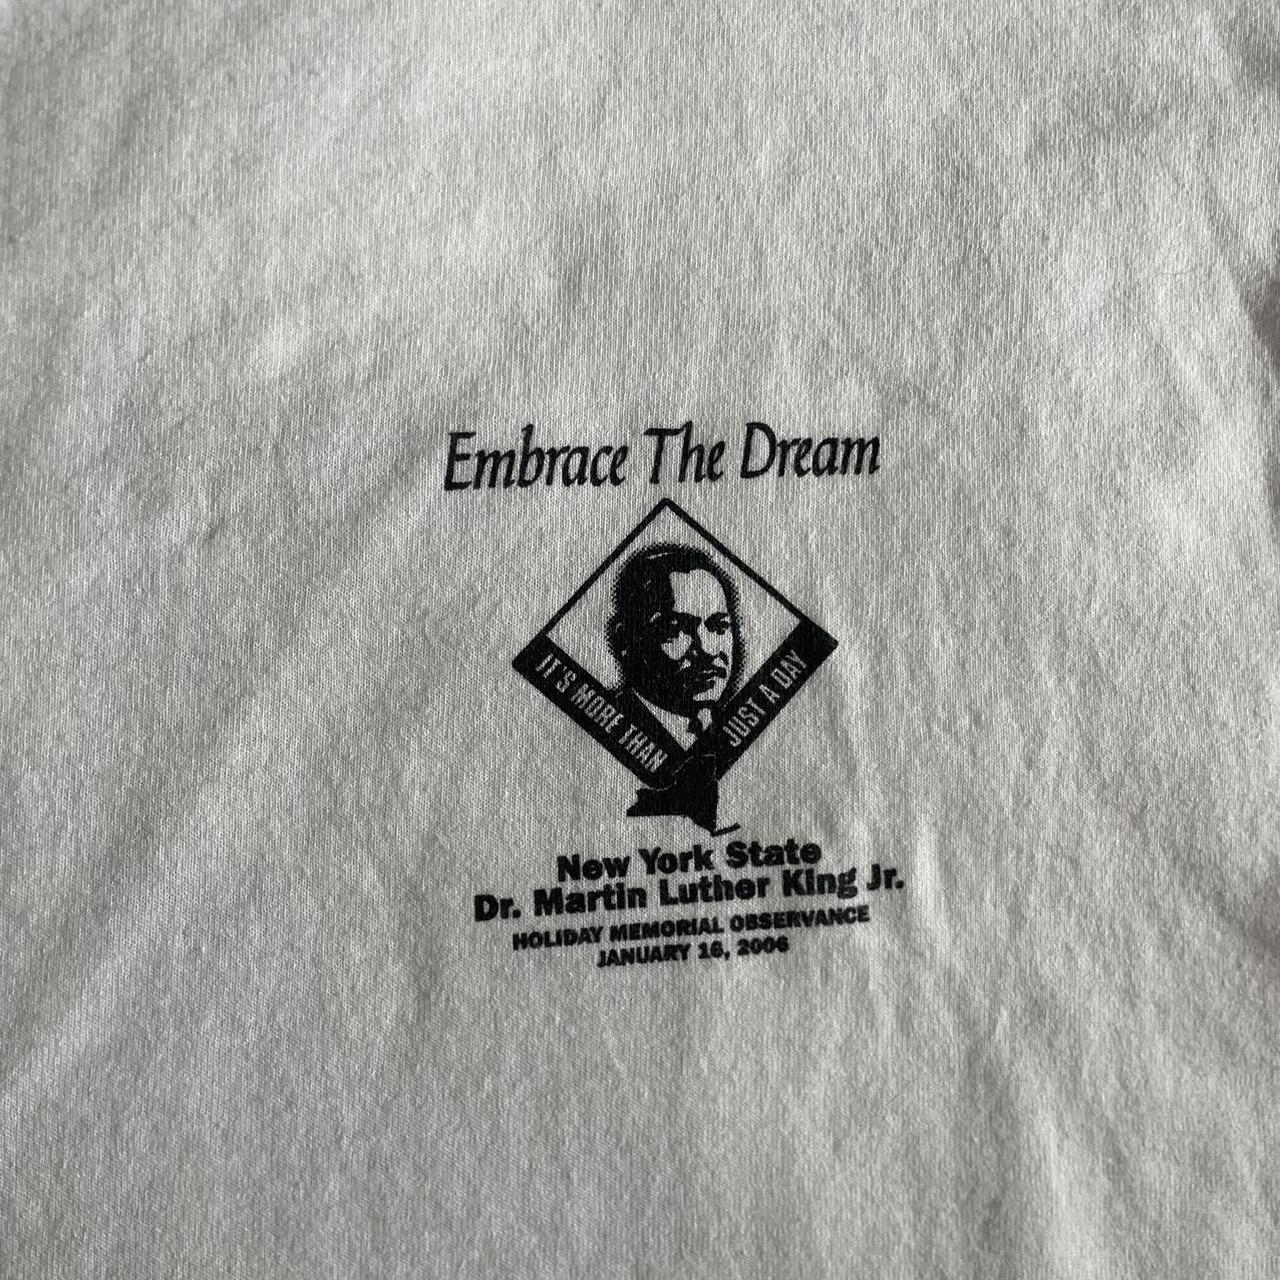 Embrace The Dream
IT'S MORE THAN
JUST A DAY
New York State
Dr. Martin Luther King Jr.
HOLIDAY MEMORIAL OBSERVANCE
JANUARY 16, 2006